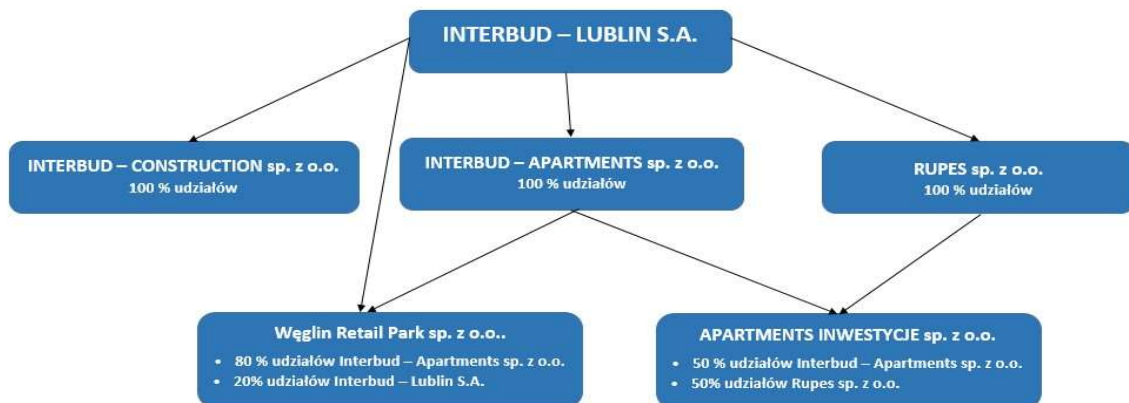 INTERBUD – LUBLIN S.A.
INTERBUD – CONSTRUCTION sp. z o.o.
100 % udziałów
INTERBUD – APARTMENTS sp. z o.o.
100 % udziałów
RUPES sp. z o.o.
100 % udziałów
Węglin Retail Park sp. z o.o..
• 80 % udziałów Interbud – Apartments sp. z o.o.
• 20% udziałów Interbud – Lublin S.A.
APARTMENTS INWESTYCJE sp. z o.o.
• 50 % udziałów Interbud – Apartments sp. z o.o.
• 50% udziałów Rupes sp. z o.o.